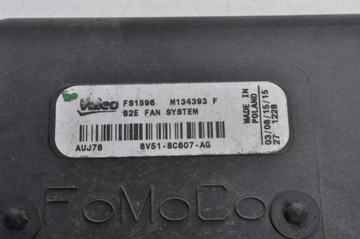 Valeo FS1596 M134393 F
B2E FAN SYSTEM
AUJ78 8V51-8C607-AG
MADE IN
POLAND
03/08/15/15
27 1228
FoMoCo